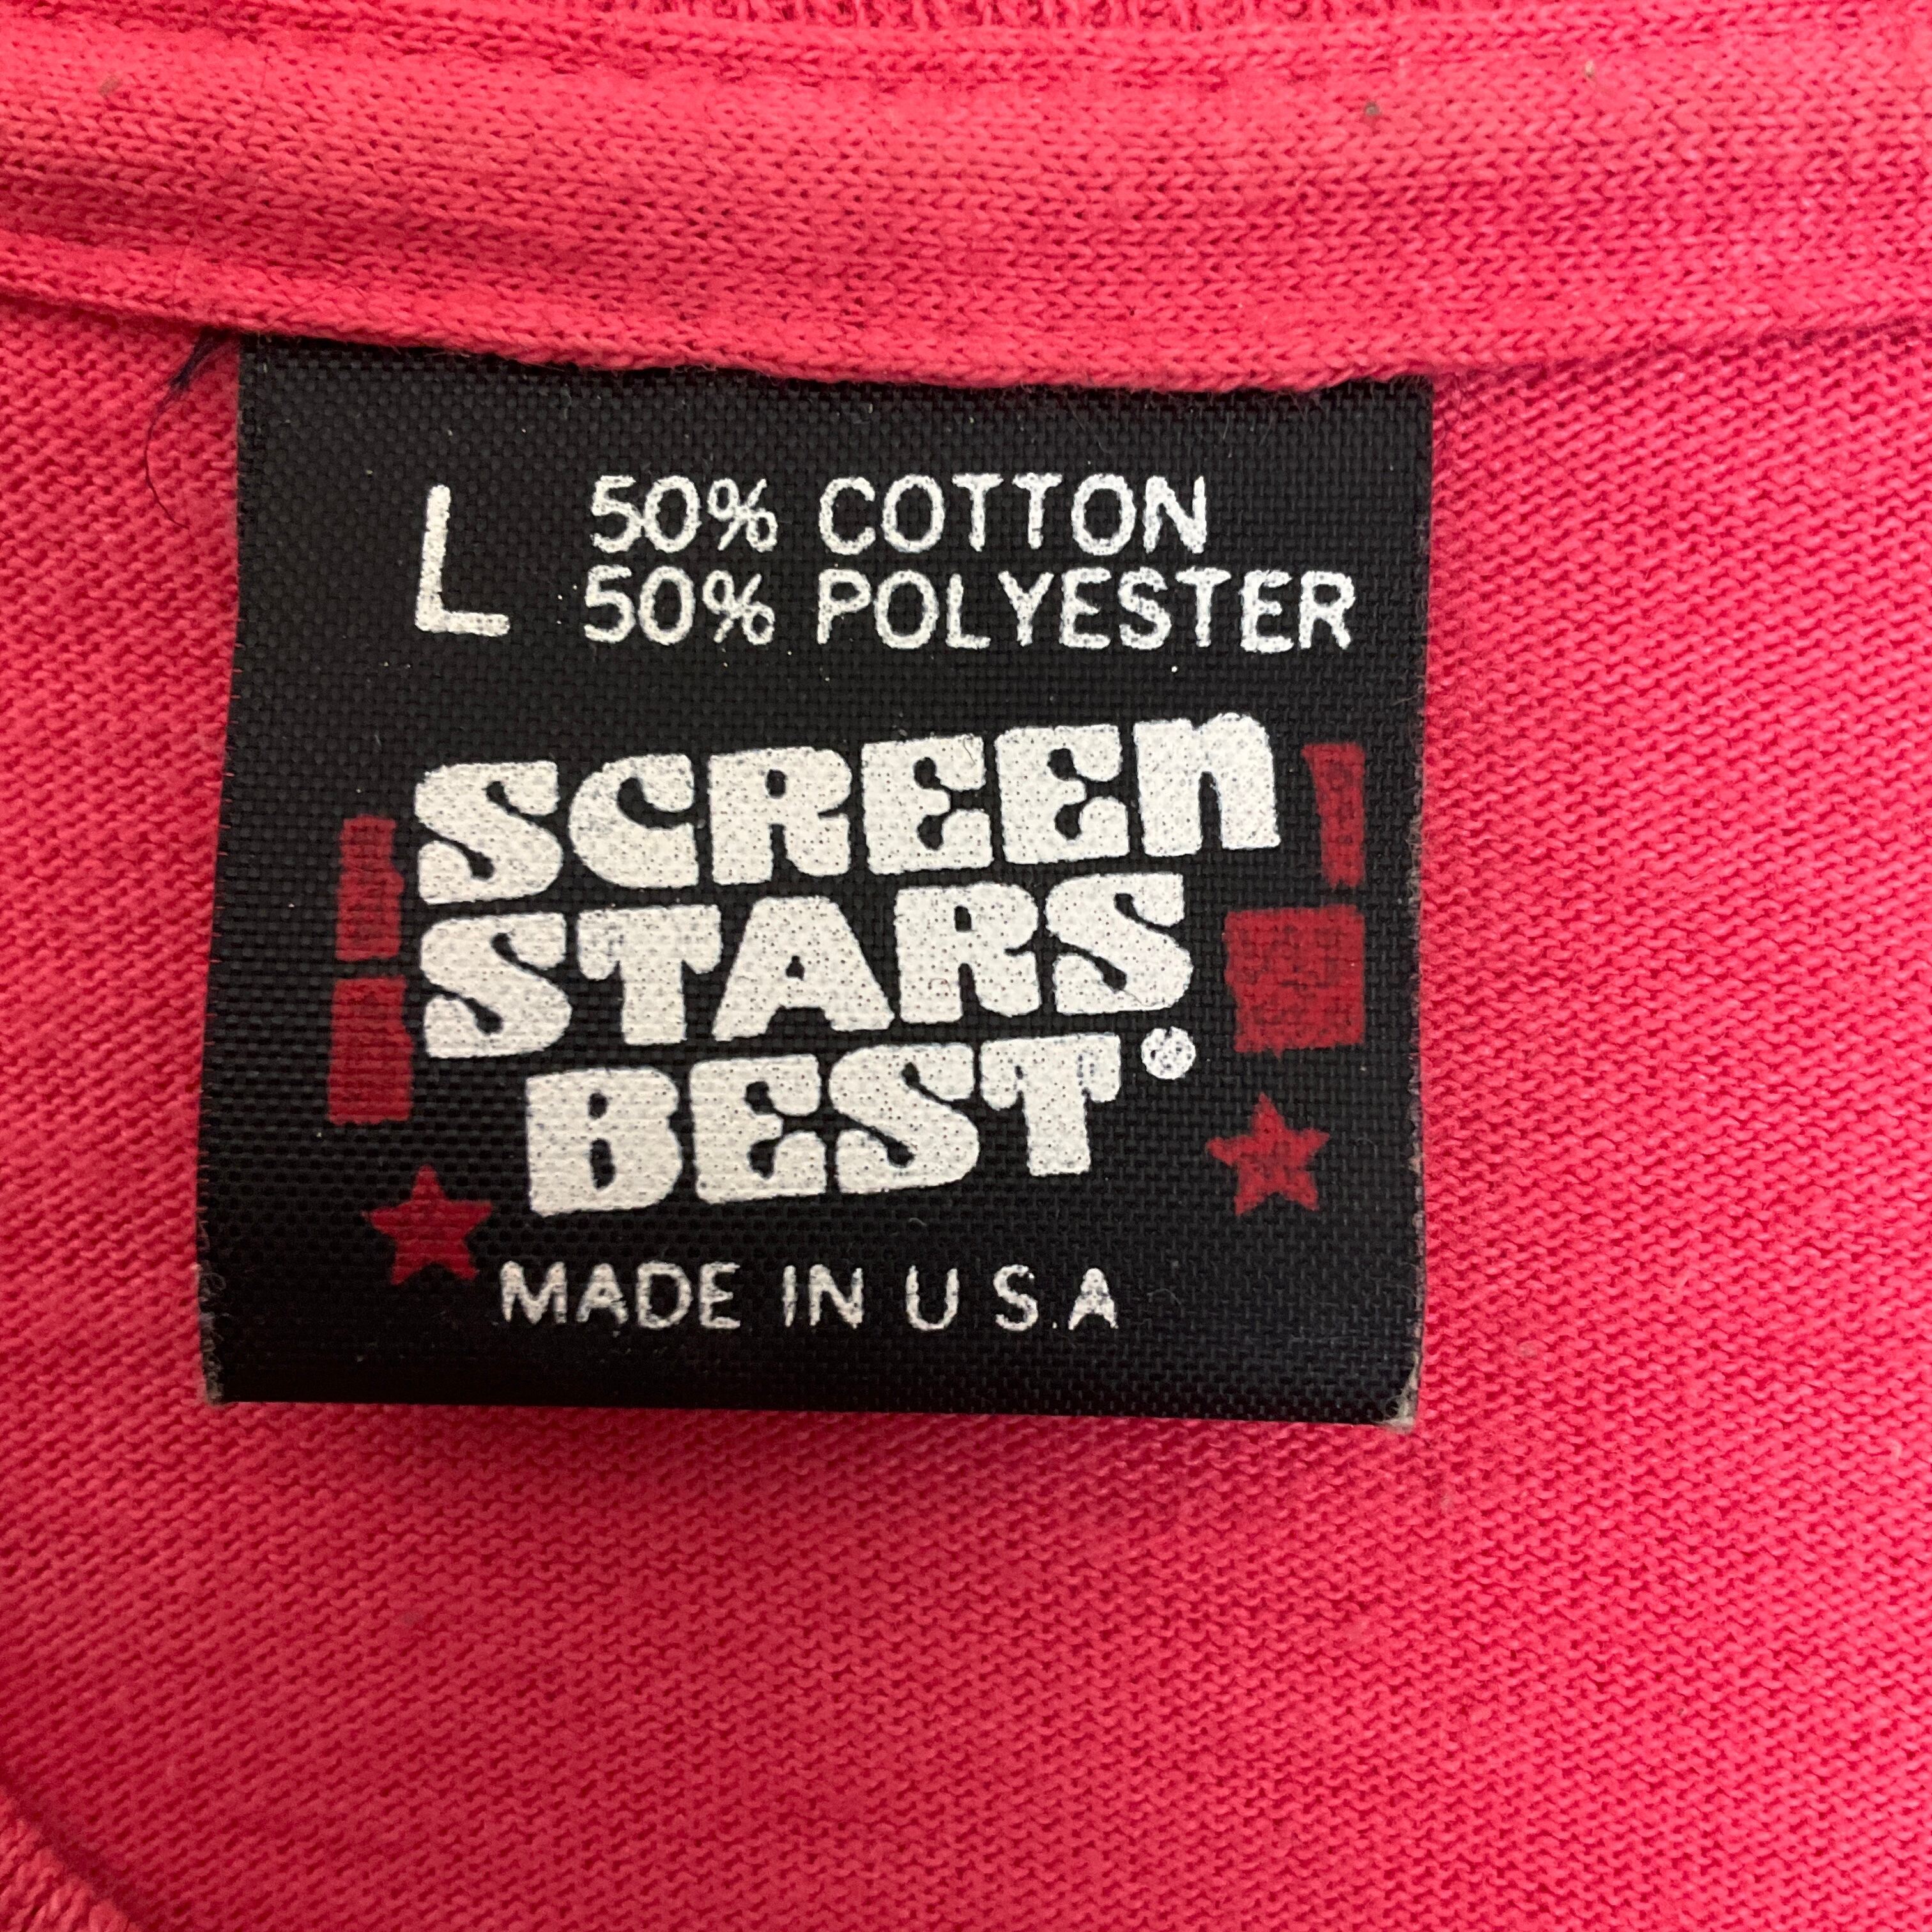 L 50% COTTON
50% POLYESTER
SCREEN
STARS
BEST
MADE IN U.S.A